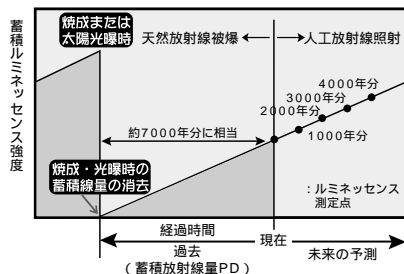 蓄積ルミネッセンス強度
焼成または
太陽光曝時
天然放射線被爆
人工放射線照射
4000年分
3000年分
2000年分
1000年分
約7000年分に相当
焼成・光曝時の
蓄積線量の消去
:ルミネッセンス
測定点
経過時間
現在
過去
未来の予測
(蓄積放射線量PD)